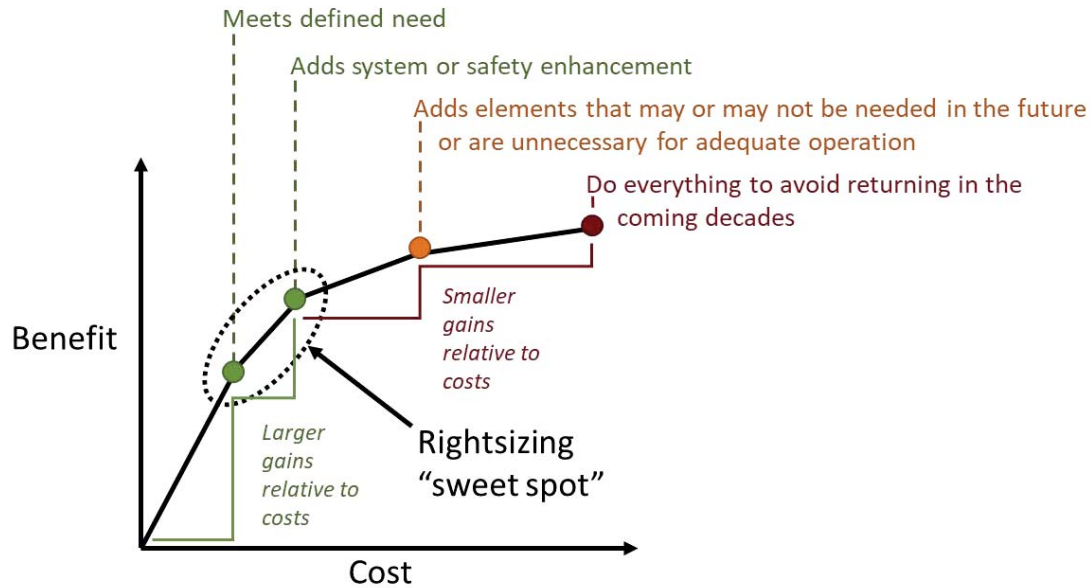 Meets defined need
Adds system or safety enhancement
Adds elements that may or may not be needed in the future
or are unnecessary for adequate operation
Do everything to avoid returning in the
coming decades
Benefit
Smaller
gains
relative to
costs
Larger
gains
relative to
costs
Rightsizing
“sweet spot”
Cost